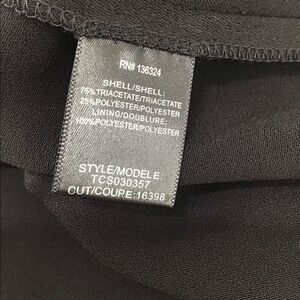 RN# 136324
SHELL/SHELL:
75%TRIACETATE/TRIACETATE
25%POLYESTER/POLYESTER
LINING/DOUBLURE:
100%POLYESTER/POLYESTER
STYLE/MODELE:
TCS030357
CUT/COUPE:16398